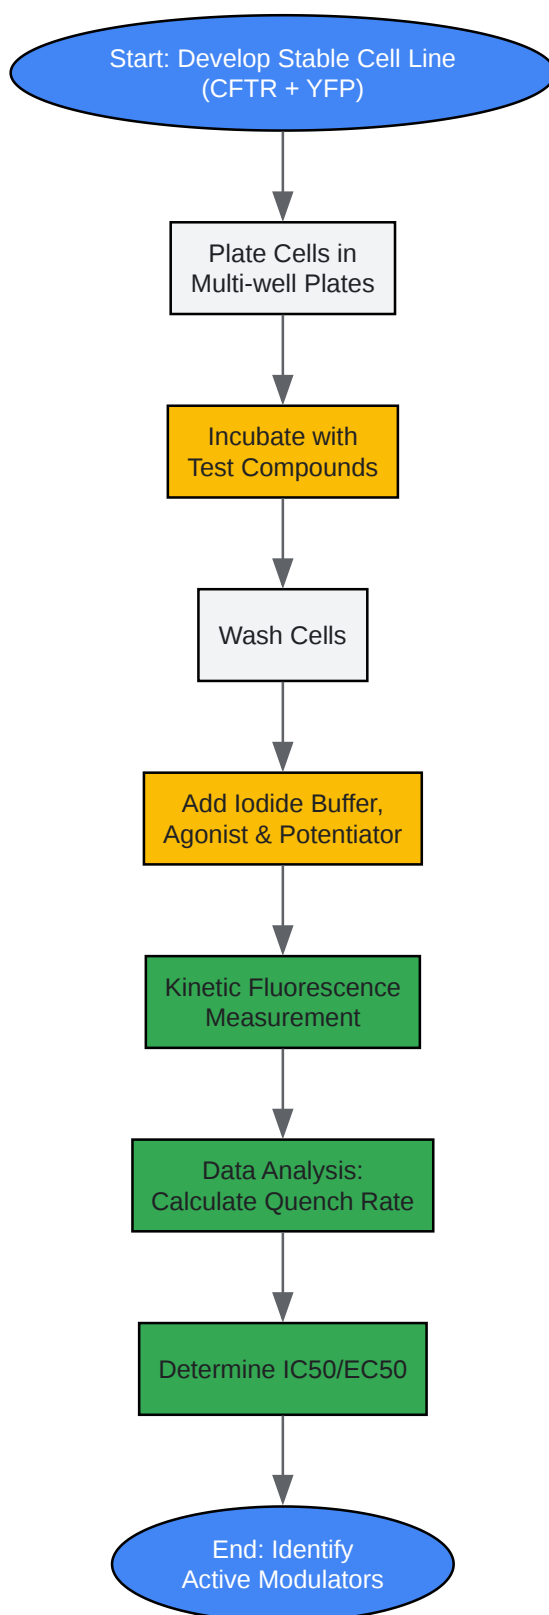 Start: Develop Stable Cell Line
(CFTR + YFP)
Plate Cells in
Multi-well Plates
Incubate with
Test Compounds
Wash Cells
Add Iodide Buffer,
Agonist & Potentiator
Kinetic Fluorescence
Measurement
Data Analysis:
Calculate Quench Rate
Determine IC50/EC50
End: Identify
Active Modulators